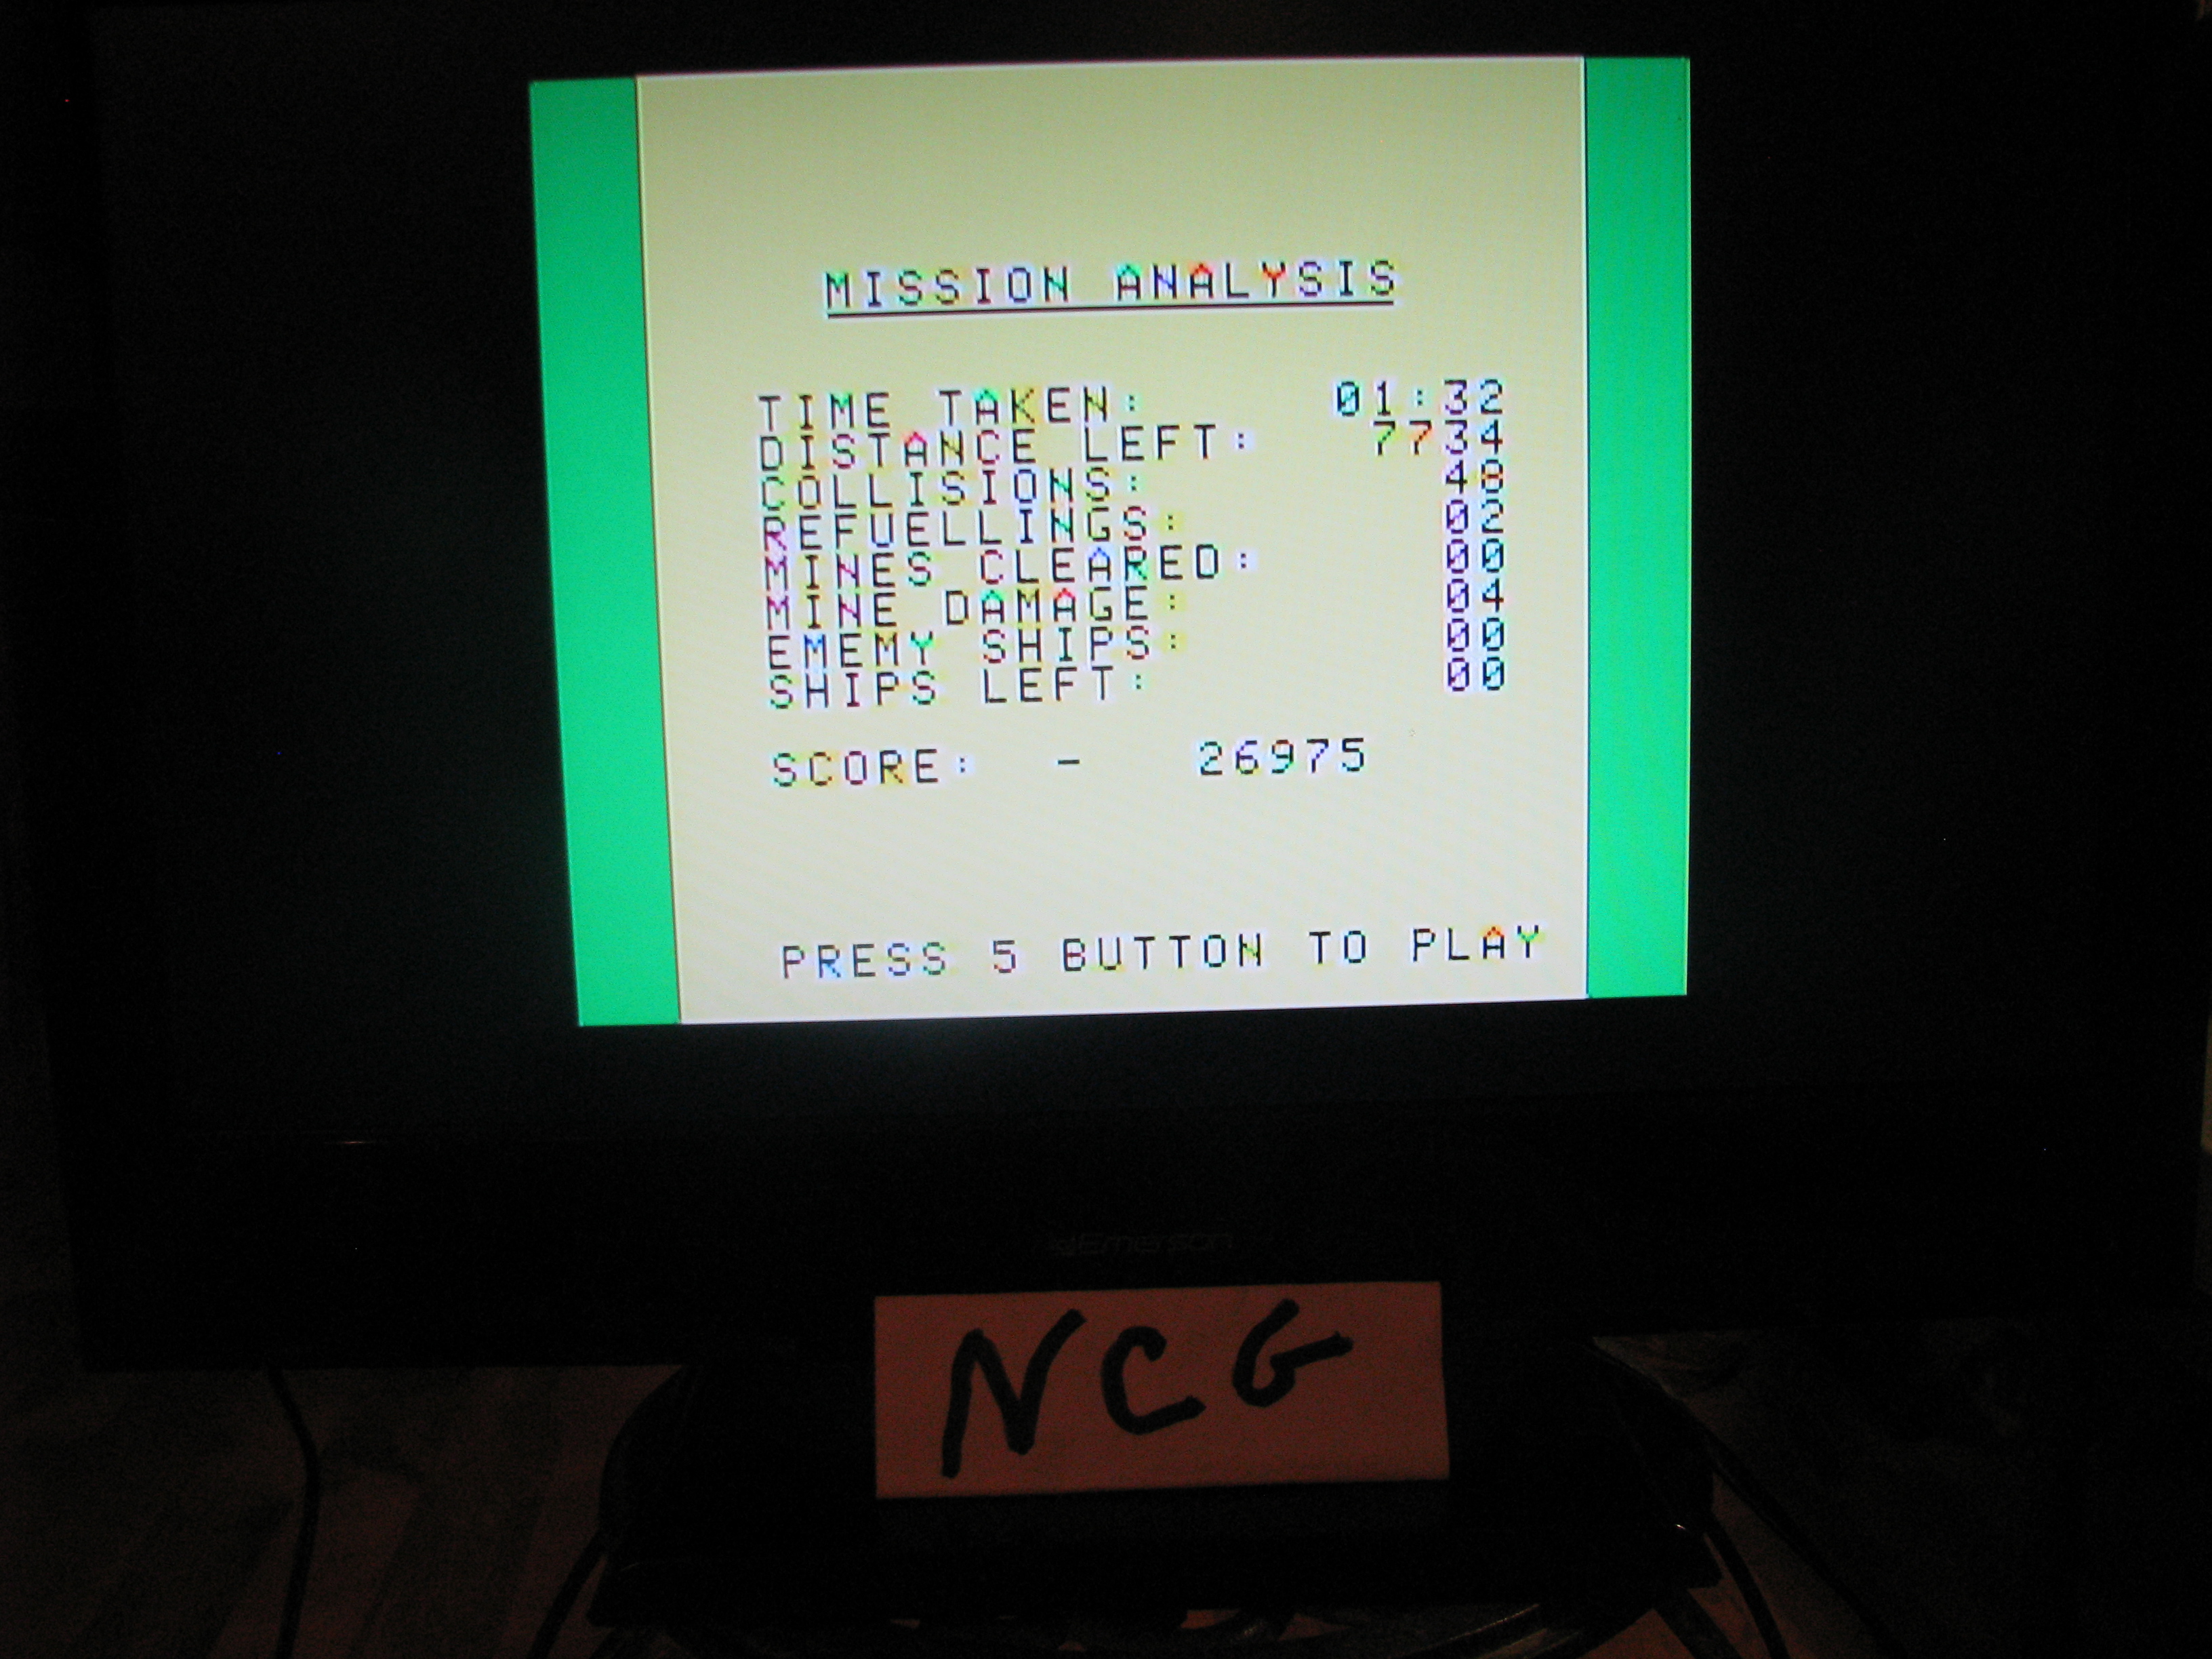 MISSION ANALYSIS
TIME TAKEN: 01:32
DISTANCE LEFT: 7734
COLLISIONS: 48
REFUELLINGS: 02
MINES CLEARED: 00
MINE DAMAGE: 04
EMEMY SHIPS: 00
SHIPS LEFT: 00
SCORE: - 26975
PRESS 5 BUTTON TO PLAY
Emerson
NCG